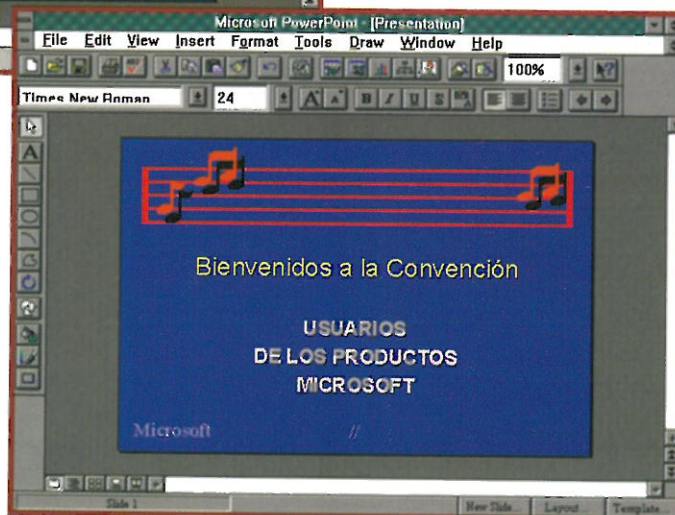 Microsoft PowerPoint - [Presentation]
File Edit View Insert Format Tools Draw Window Help
100%
Times New Roman 24 A A B I U S
A
Bienvenidos a la Convención
USUARIOS
DE LOS PRODUCTOS
MICROSOFT
Microsoft //
Slide 1 New Slide... Layout... Template...